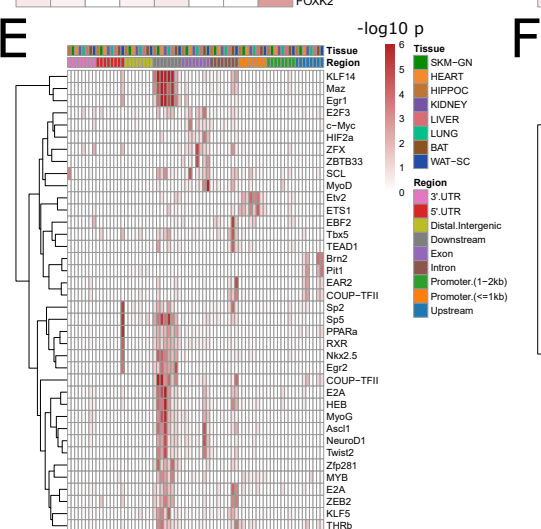 FOXK2
E
F
-log10 p
Tissue
Region
6
5
4
3
2
1
0
Tissue
SKM-GN
HEART
HIPPOC
KIDNEY
LIVER
LUNG
BAT
WAT-SC
Region
3'.UTR
5'.UTR
Distal.Intergenic
Downstream
Exon
Intron
Promoter.(1-2kb)
Promoter.(<=1kb)
Upstream
KLF14
Maz
Egr1
E2F3
c-Myc
HIF2a
ZFX
ZBTB33
SCL
MyoD
Etv2
ETS1
EBF2
Tbx5
TEAD1
Brn2
Pit1
EAR2
COUP-TFII
Sp2
Sp5
PPARa
RXR
Nkx2.5
Egr2
COUP-TFII
E2A
HEB
MyoG
Ascl1
NeuroD1
Twist2
Zfp281
MYB
E2A
ZEB2
KLF5
THRb